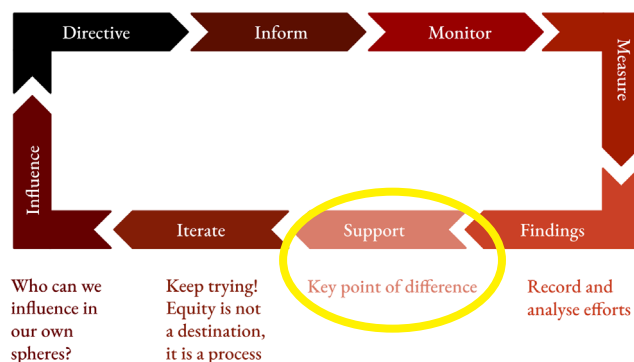 Directive
Inform
Monitor
Measure
Influence
Iterate
Support
Findings
Who can we
influence in
our own
spheres?
Keep trying!
Equity is not
a destination,
it is a process
Key point of difference
Record and
analyse efforts